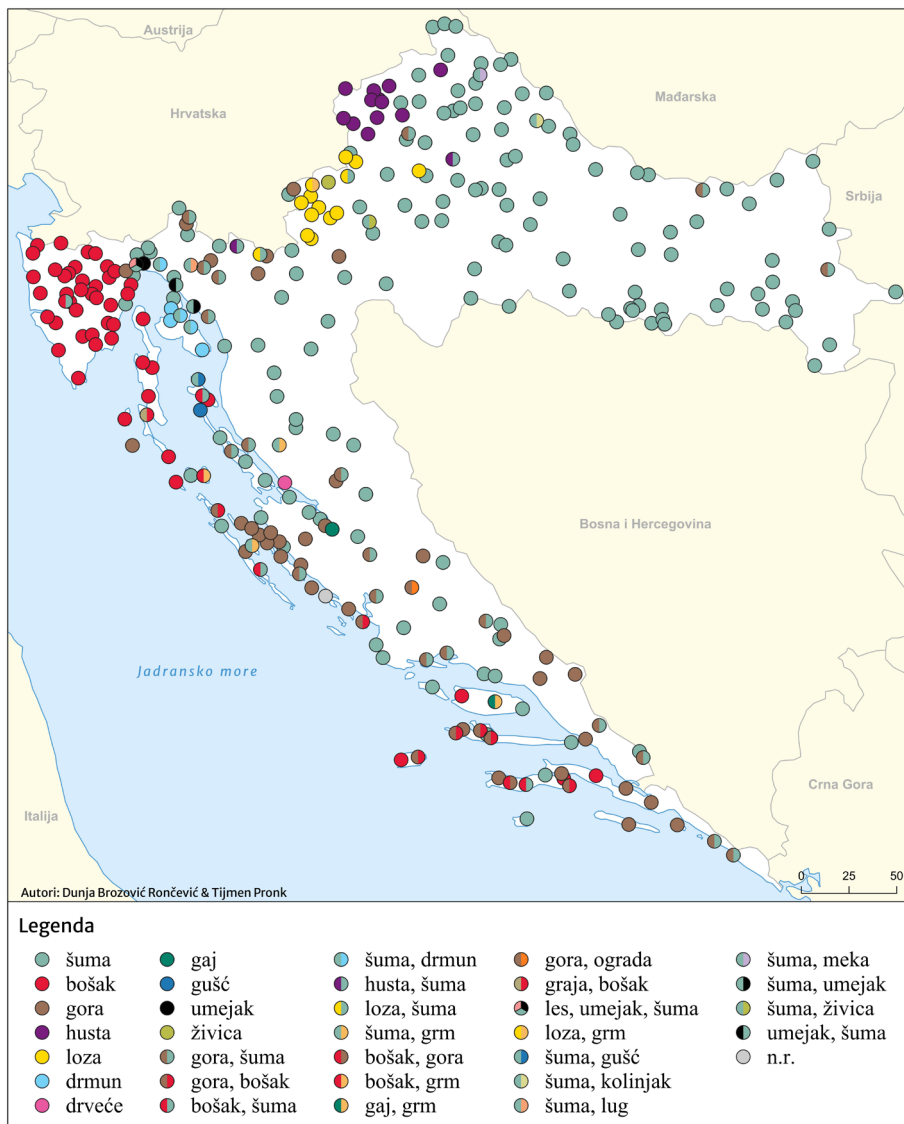 Austrija
Mađarska
Hrvatska
Srbija
Bosna i Hercegovina
Jadransko more
Crna Gora
Italija
0 25 50
Autori: Dunja Brozović Rončević & Tijmen Pronk
Legenda
šuma
bošak
gora
husta
loza
drmun
drveće
gaj
gušć
umejak
živica
gora, šuma
gora, bošak
bošak, šuma
šuma, drmun
husta, šuma
loza, šuma
šuma, grm
bošak, gora
bošak, grm
gaj, grm
gora, ograda
graja, bošak
les, umejak, šuma
loza, grm
šuma, gušć
šuma, kolinjak
šuma, lug
šuma, meka
šuma, umejak
šuma, živica
umejak, šuma
n.r.